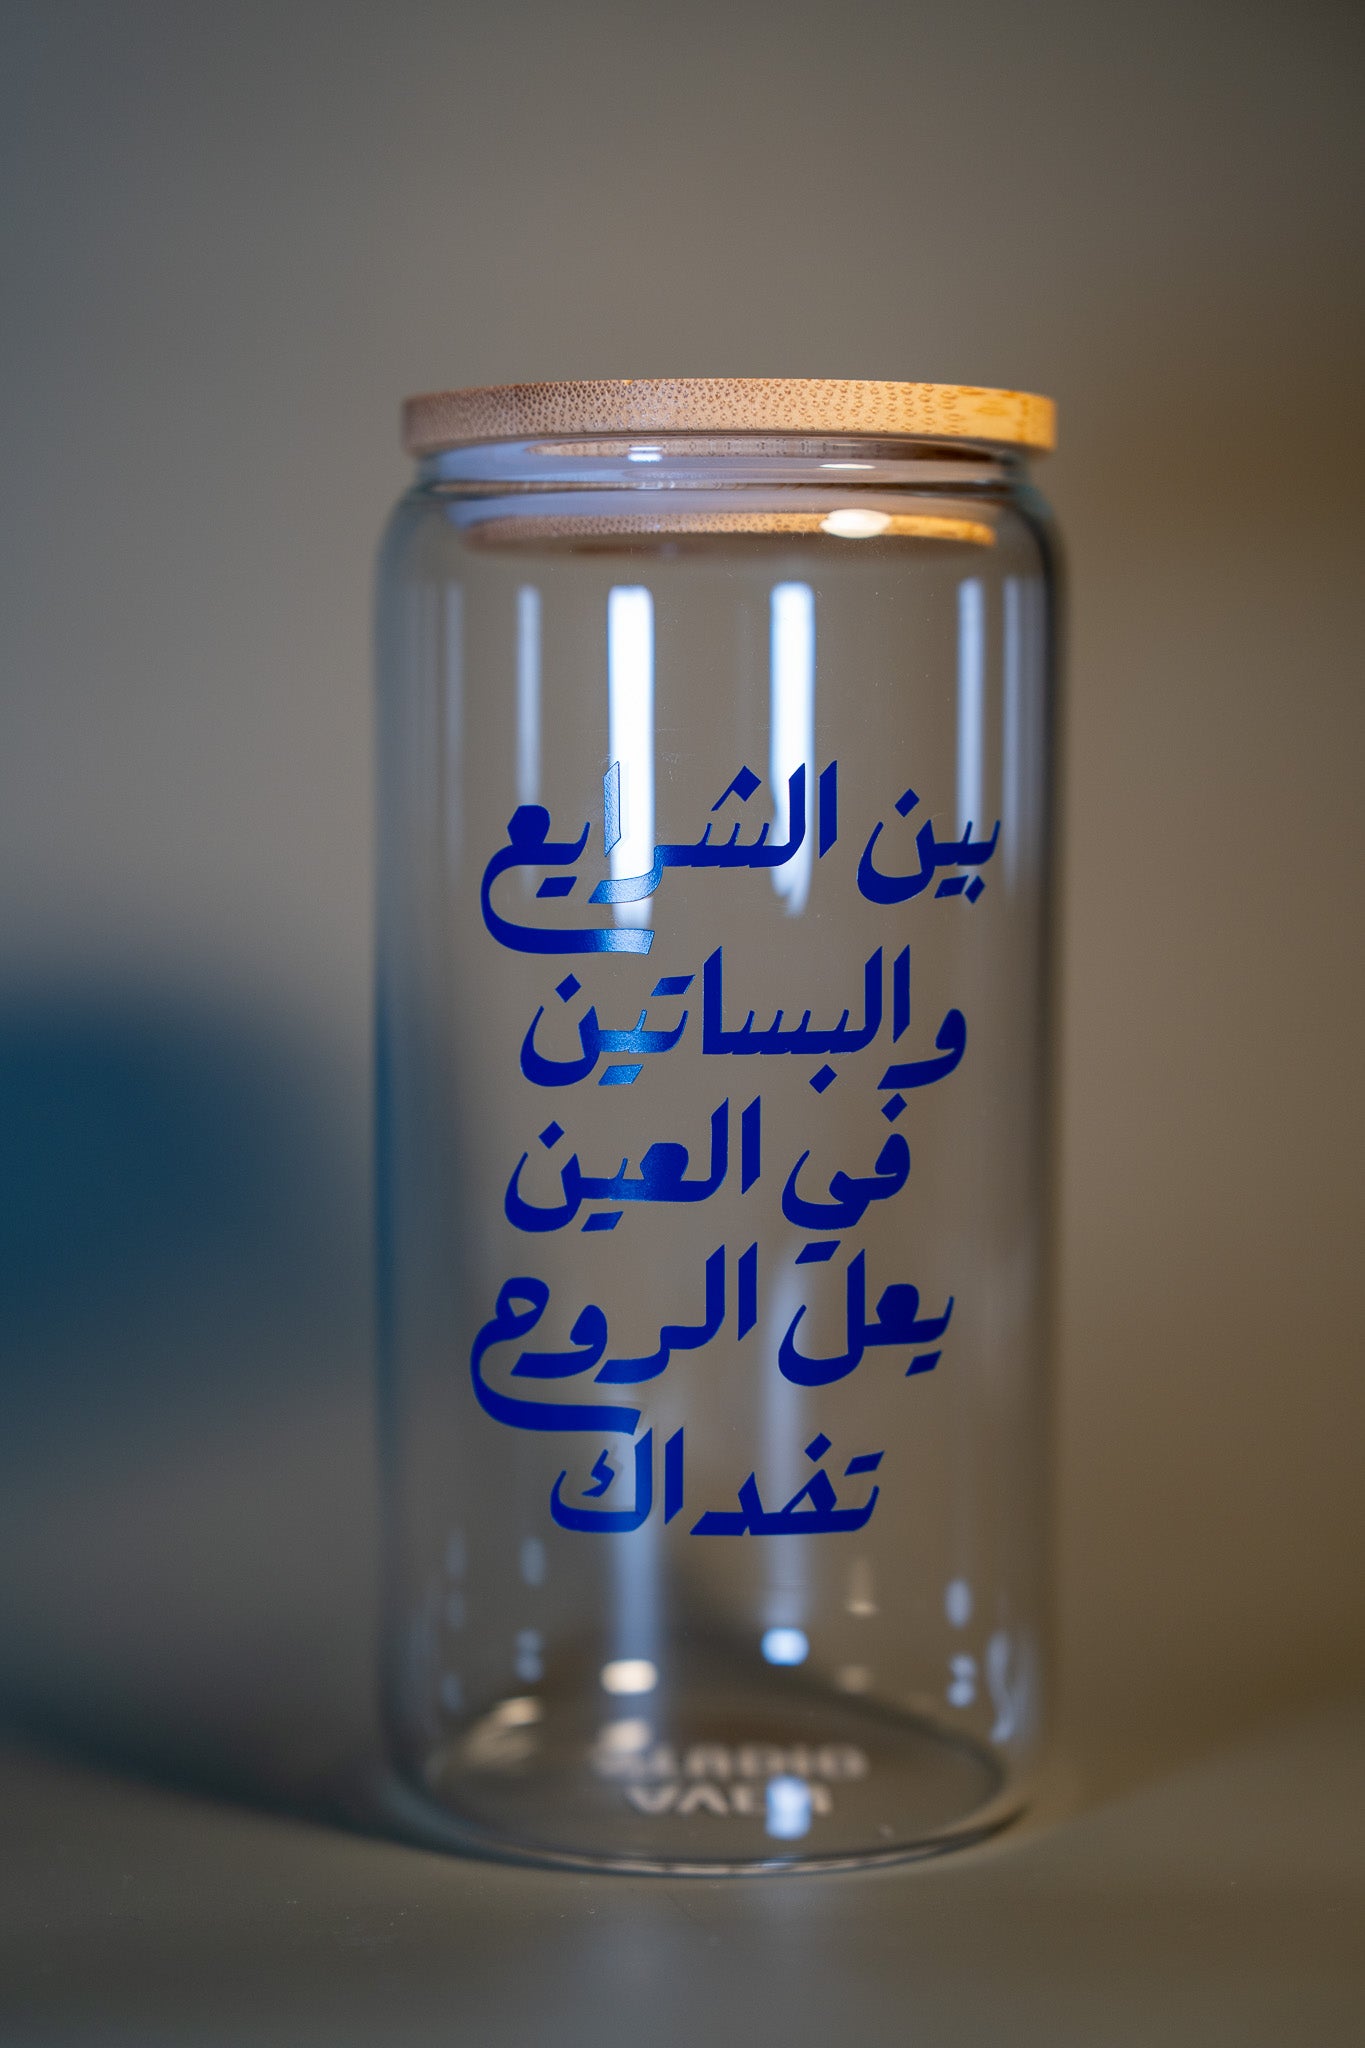 بين الشرايع
والبساتين
في العين
يعل الروح
تفداك